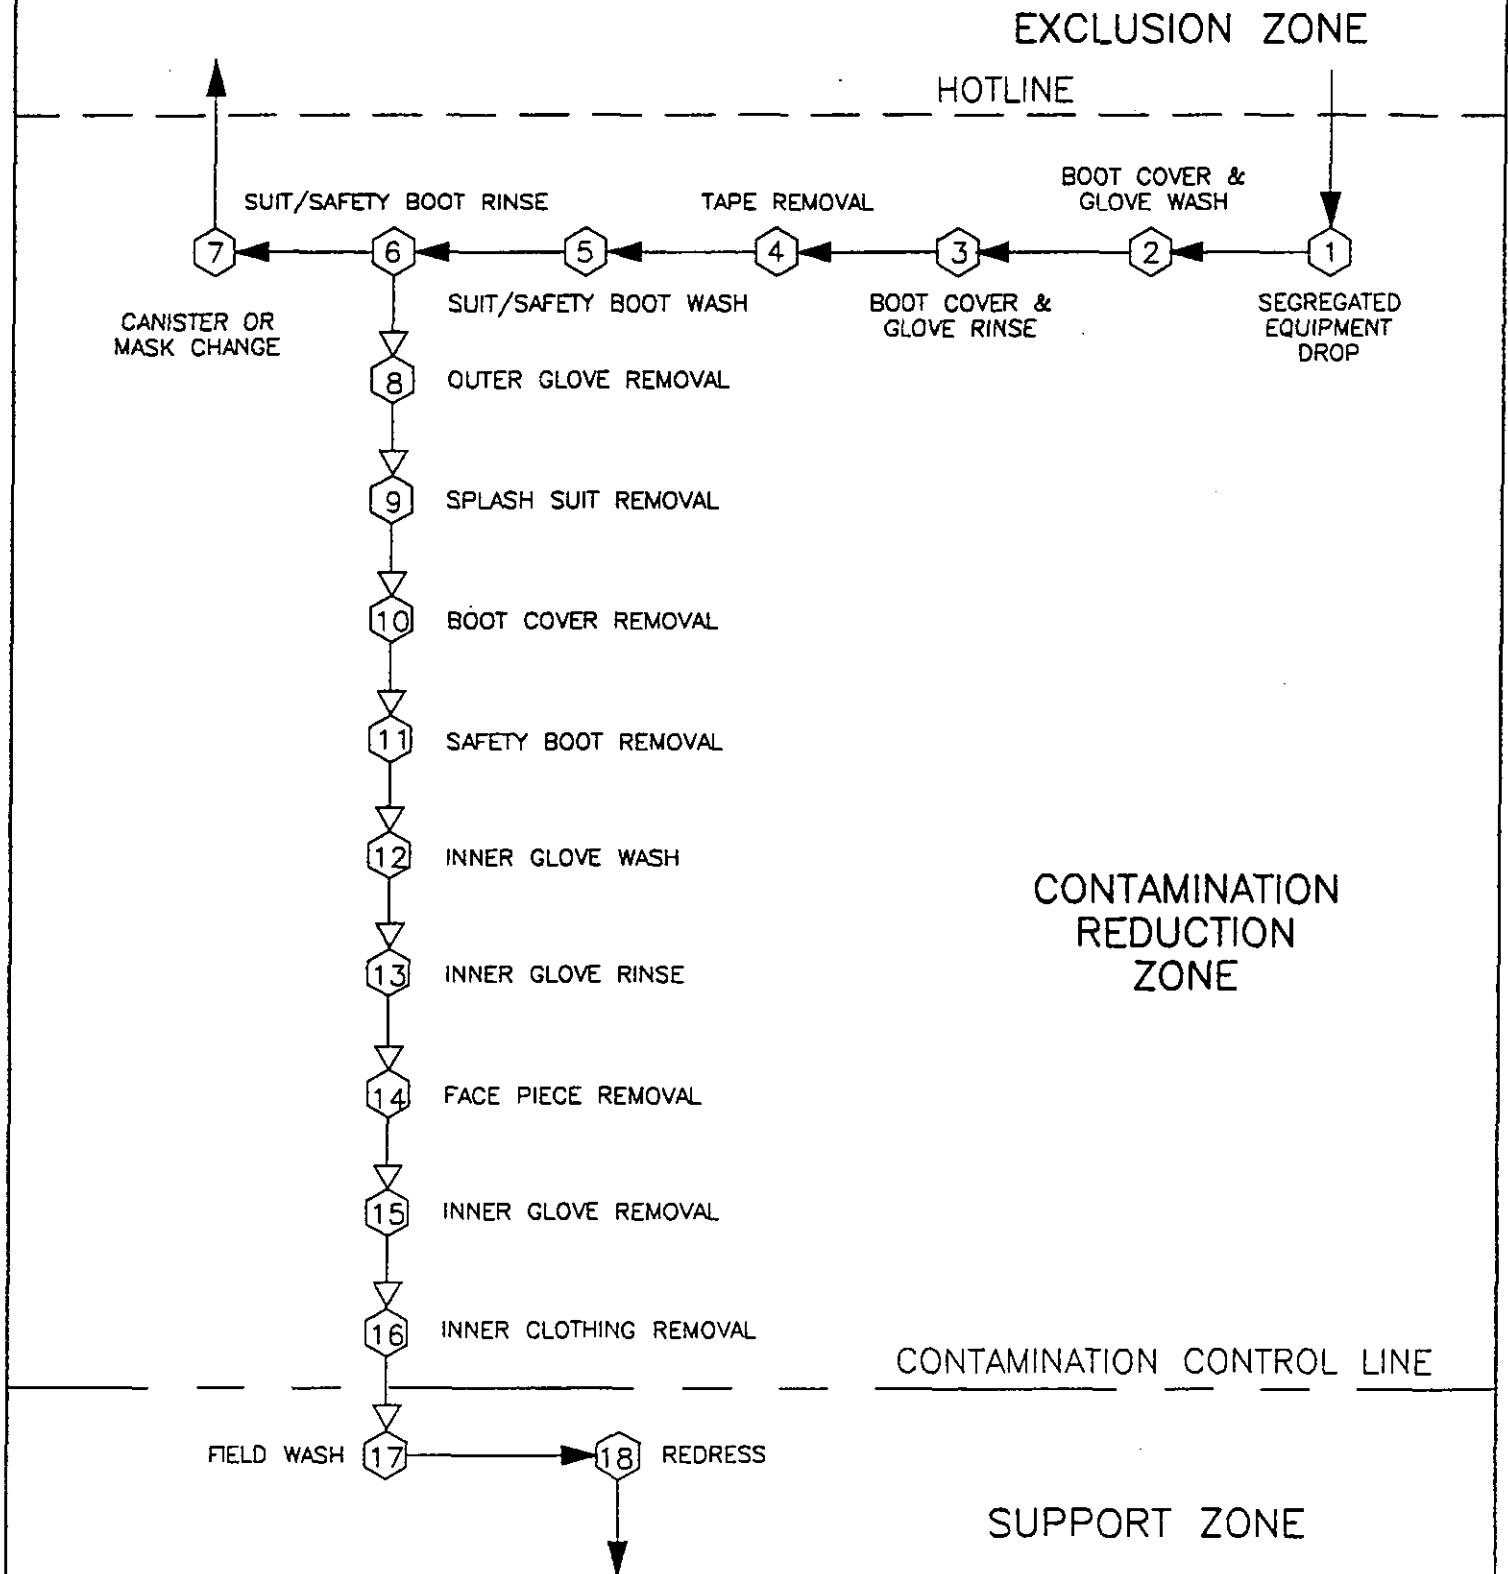 EXCLUSION ZONE
HOTLINE
BOOT COVER &
GLOVE WASH
SUIT/SAFETY BOOT RINSE
TAPE REMOVAL
7
6
5
4
3
2
1
SUIT/SAFETY BOOT WASH
BOOT COVER &
GLOVE RINSE
SEGREGATED
EQUIPMENT
DROP
CANISTER OR
MASK CHANGE
8 OUTER GLOVE REMOVAL
9 SPLASH SUIT REMOVAL
10 BOOT COVER REMOVAL
11 SAFETY BOOT REMOVAL
12 INNER GLOVE WASH
CONTAMINATION
REDUCTION
ZONE
13 INNER GLOVE RINSE
14 FACE PIECE REMOVAL
15 INNER GLOVE REMOVAL
16 INNER CLOTHING REMOVAL
CONTAMINATION CONTROL LINE
FIELD WASH 17
18 REDRESS
SUPPORT ZONE